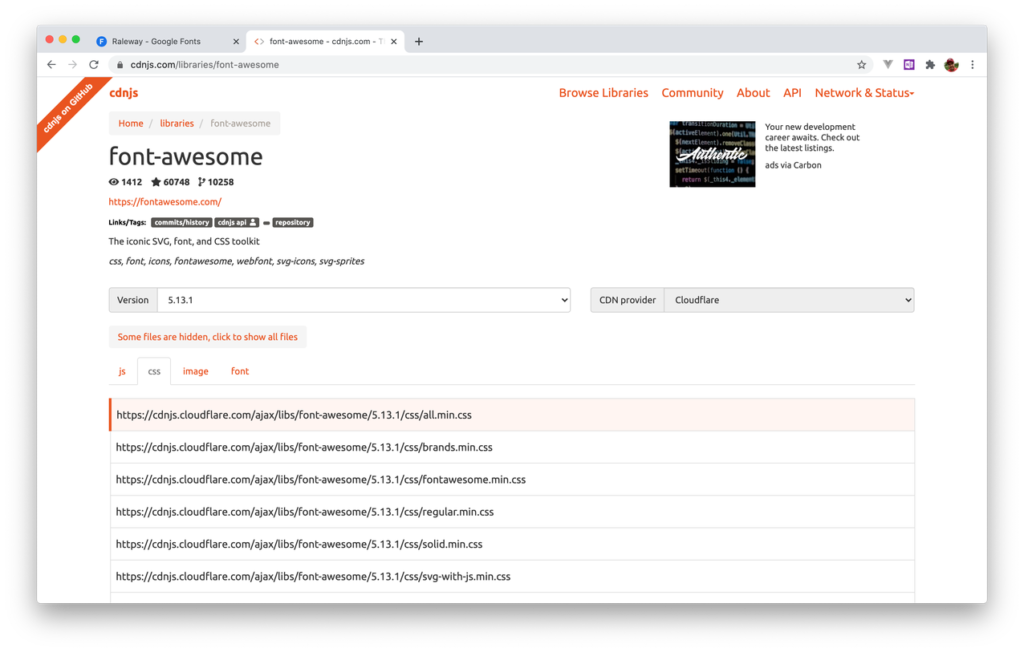 Raleway - Google Fonts
font-awesome - cdnjs.com -
cdnjs.com/libraries/font-awesome
cdnjs on GitHub
cdnjs
Browse Libraries Community About API Network & Status
Home / libraries / font-awesome
font-awesome
1412 60748 10258
https://fontawesome.com/
Links/Tags: commits/history cdnjs api repository
The iconic SVG, font, and CSS toolkit
css, font, icons, fontawesome, webfont, svg-icons, svg-sprites
Authentic
Your new development
career awaits. Check out
the latest listings.
ads via Carbon
Version 5.13.1
CDN provider Cloudflare
Some files are hidden, click to show all files
js css image font
https://cdnjs.cloudflare.com/ajax/libs/font-awesome/5.13.1/css/all.min.css
https://cdnjs.cloudflare.com/ajax/libs/font-awesome/5.13.1/css/brands.min.css
https://cdnjs.cloudflare.com/ajax/libs/font-awesome/5.13.1/css/fontawesome.min.css
https://cdnjs.cloudflare.com/ajax/libs/font-awesome/5.13.1/css/regular.min.css
https://cdnjs.cloudflare.com/ajax/libs/font-awesome/5.13.1/css/solid.min.css
https://cdnjs.cloudflare.com/ajax/libs/font-awesome/5.13.1/css/svg-with-js.min.css